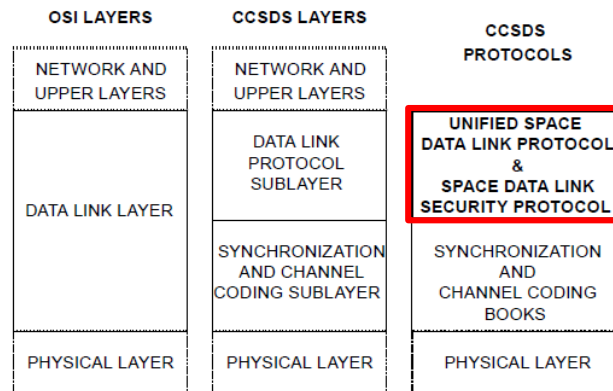 OSI LAYERS
CCSDS LAYERS
CCSDS
PROTOCOLS
NETWORK AND
UPPER LAYERS
NETWORK AND
UPPER LAYERS
DATA LINK LAYER
DATA LINK
PROTOCOL
SUBLAYER
UNIFIED SPACE
DATA LINK PROTOCOL
&
SPACE DATA LINK
SECURITY PROTOCOL
SYNCHRONIZATION
AND CHANNEL
CODING SUBLAYER
SYNCHRONIZATION
AND
CHANNEL CODING
BOOKS
PHYSICAL LAYER
PHYSICAL LAYER
PHYSICAL LAYER